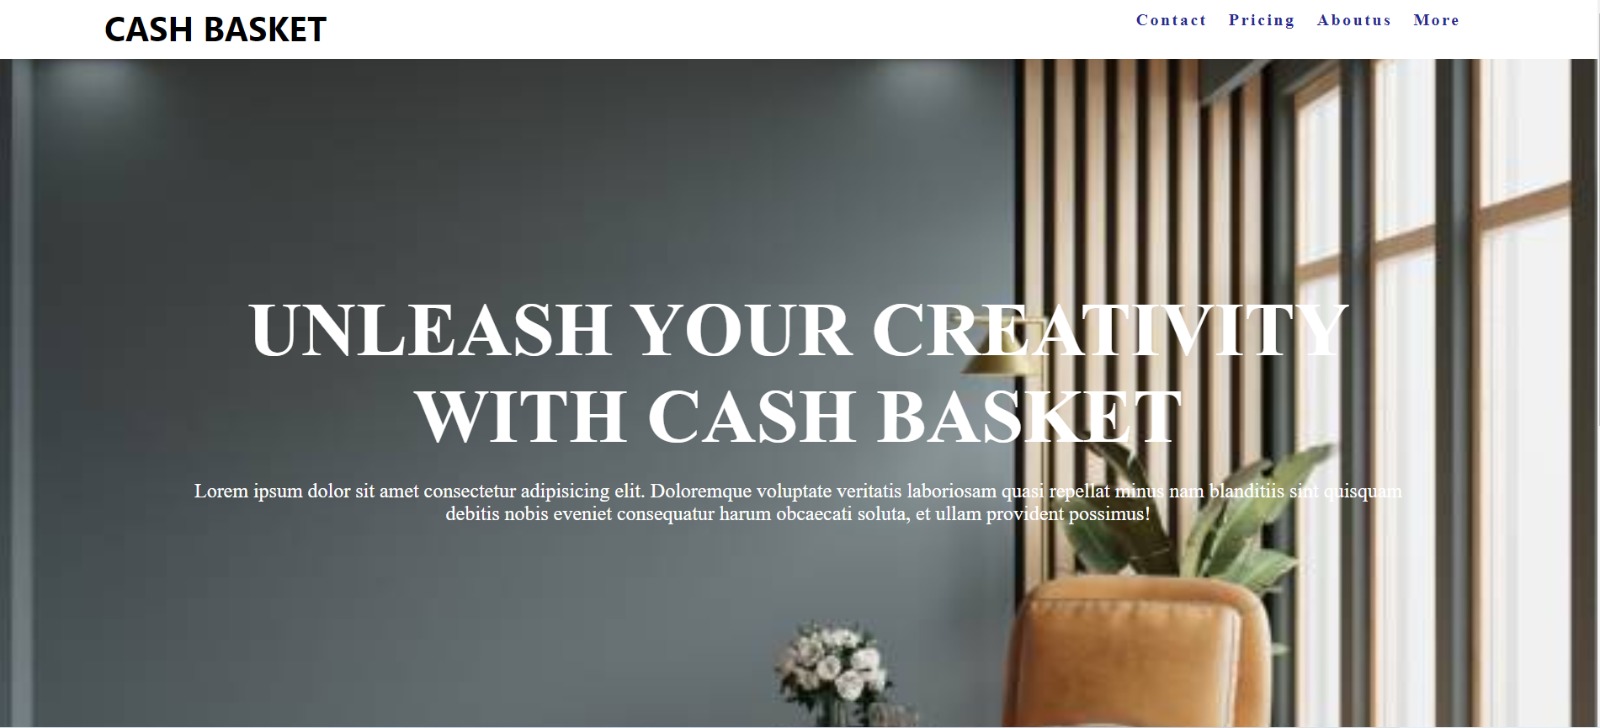 CASH BASKET
Contact Pricing Aboutus More
UNLEASH YOUR CREATIVITY
WITH CASH BASKET
Lorem ipsum dolor sit amet consectetur adipisicing elit. Doloremque voluptate veritatis laboriosam quasi repellat minus nam blanditiis sint quisquam
debitis nobis eveniet consequatur harum obcaecati soluta, et ullam provident possimus!